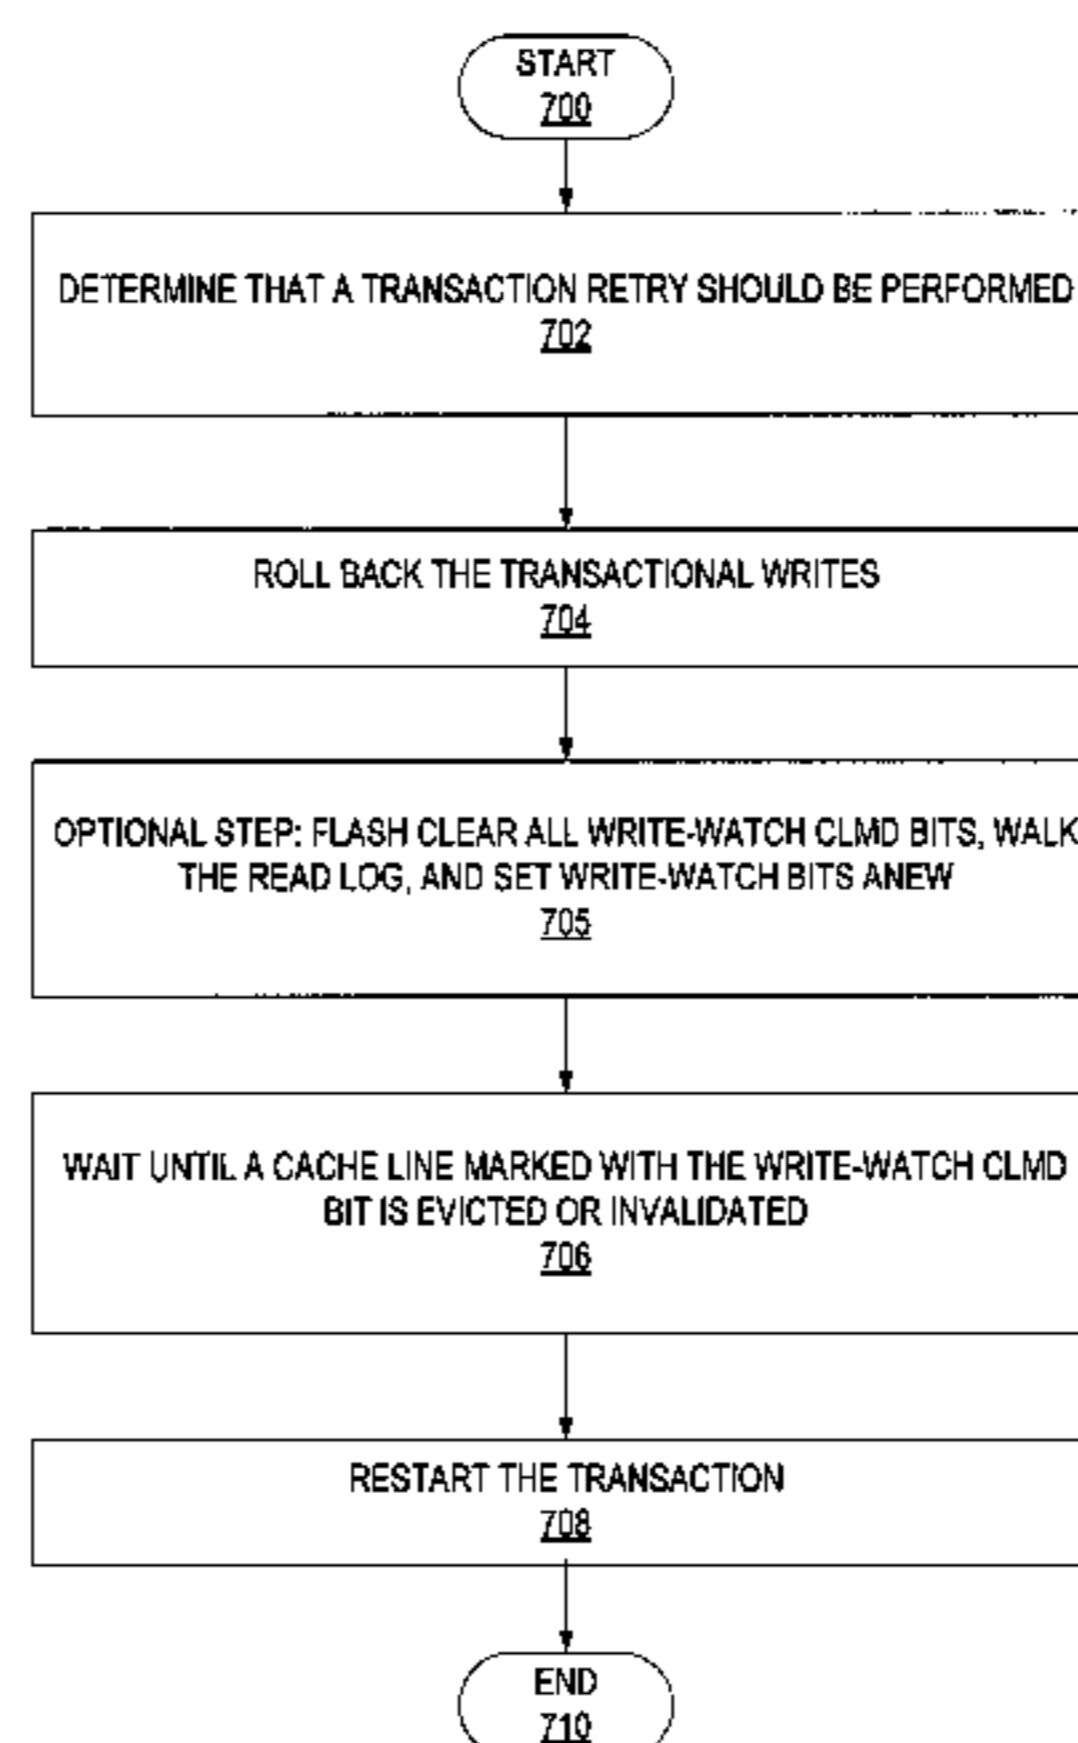 START
700
DETERMINE THAT A TRANSACTION RETRY SHOULD BE PERFORMED
702
ROLL BACK THE TRANSACTIONAL WRITES
704
OPTIONAL STEP: FLASH CLEAR ALL WRITE-WATCH CLMD BITS, WALK
THE READ LOG, AND SET WRITE-WATCH BITS ANEW
705
WAIT UNTIL A CACHE LINE MARKED WITH THE WRITE-WATCH CLMD
BIT IS EVICTED OR INVALIDATED
706
RESTART THE TRANSACTION
708
END
710